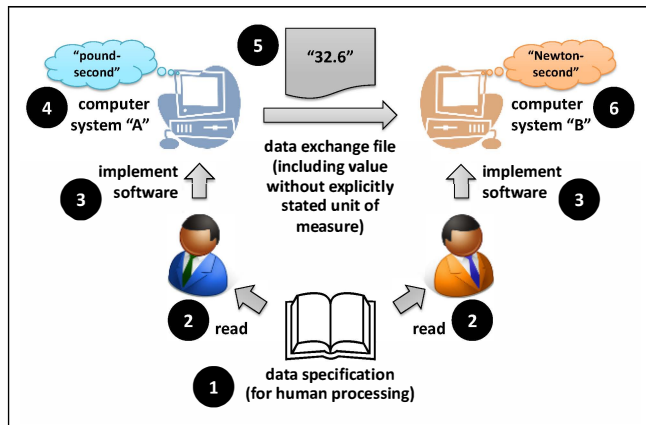 “pound-
second”
4
computer
system “A”
5
“32.6”
“Newton-
second”
computer
system “B”
6
data exchange file
(including value
without explicitly
stated unit of
measure)
implement
software
3
implement
software
3
2
read
read
2
1
data specification
(for human processing)